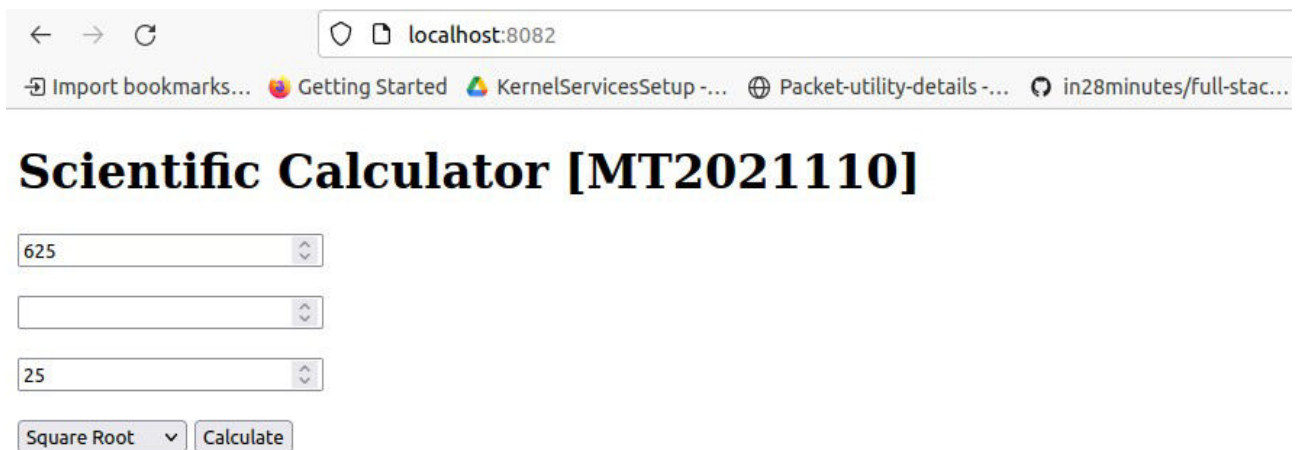 localhost:8082
Import bookmarks... Getting Started KernelServicesSetup -... Packet-utility-details -... in28minutes/full-stac...
Scientific Calculator [MT2021110]
625
25
Square Root Calculate